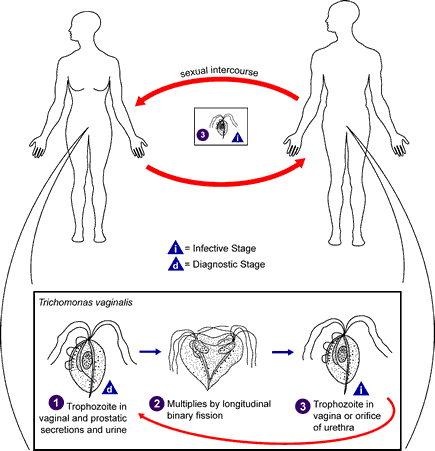 sexual intercourse
3
i
i = Infective Stage
d = Diagnostic Stage
Trichomonas vaginalis
d
1 Trophozoite in
vaginal and prostatic
secretions and urine
2 Multiplies by longitudinal
binary fission
i
3 Trophozoite in
vagina or orifice
of urethra